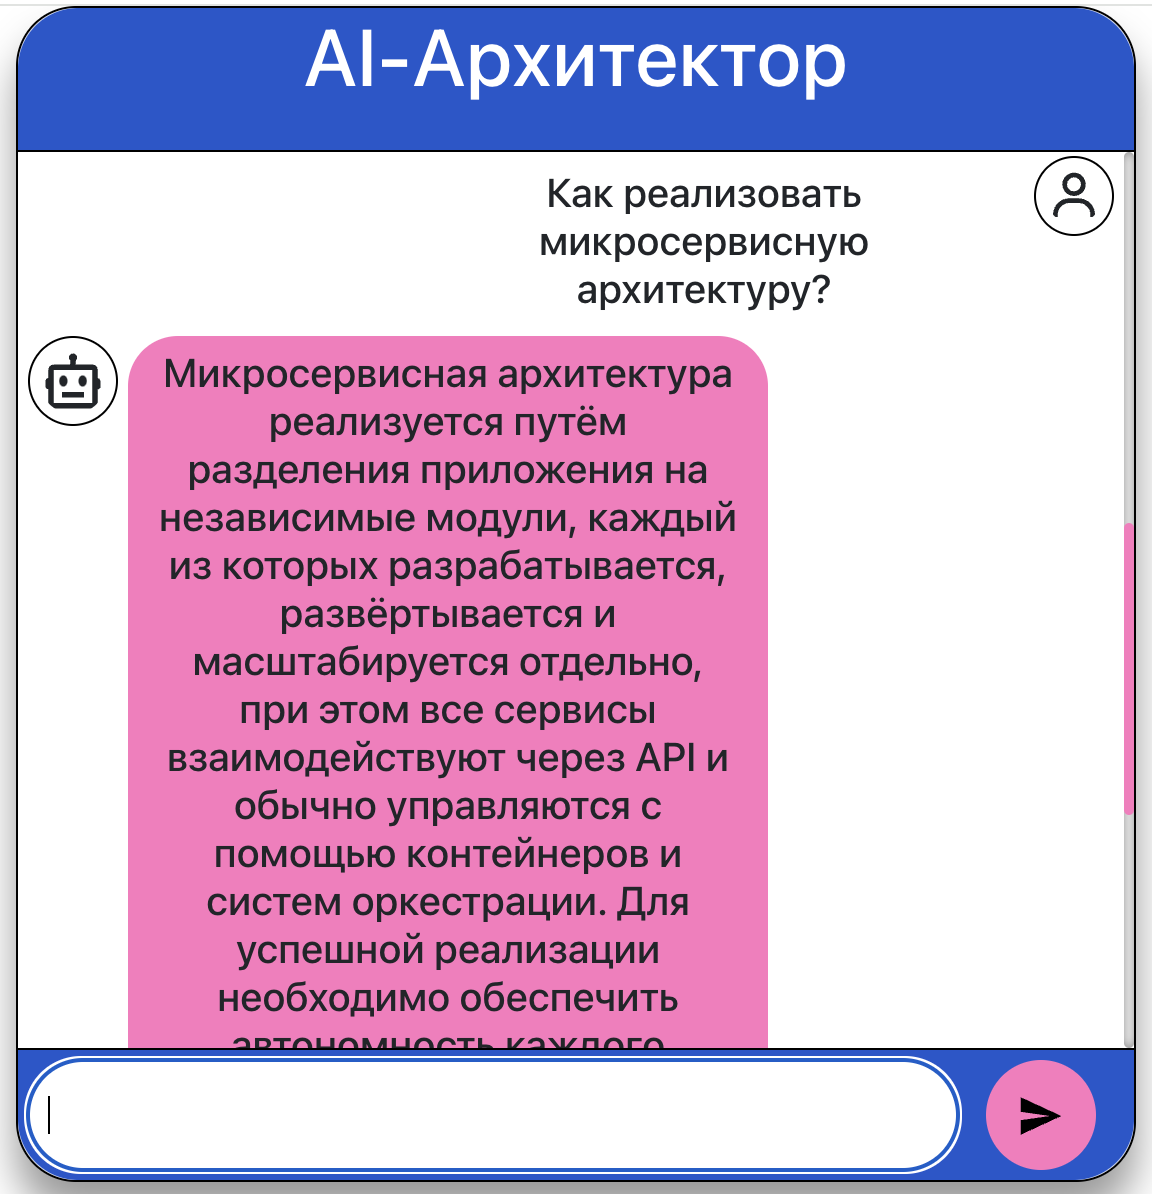 AI-Архитектор
Как реализовать
микросервисную
архитектуру?
Микросервисная архитектура
реализуется путём
разделения приложения на
независимые модули, каждый
из которых разрабатывается,
развёртывается и
масштабируется отдельно,
при этом все сервисы
взаимодействуют через API и
обычно управляются с
помощью контейнеров и
систем оркестрации. Для
успешной реализации
необходимо обеспечить
автономность каждого